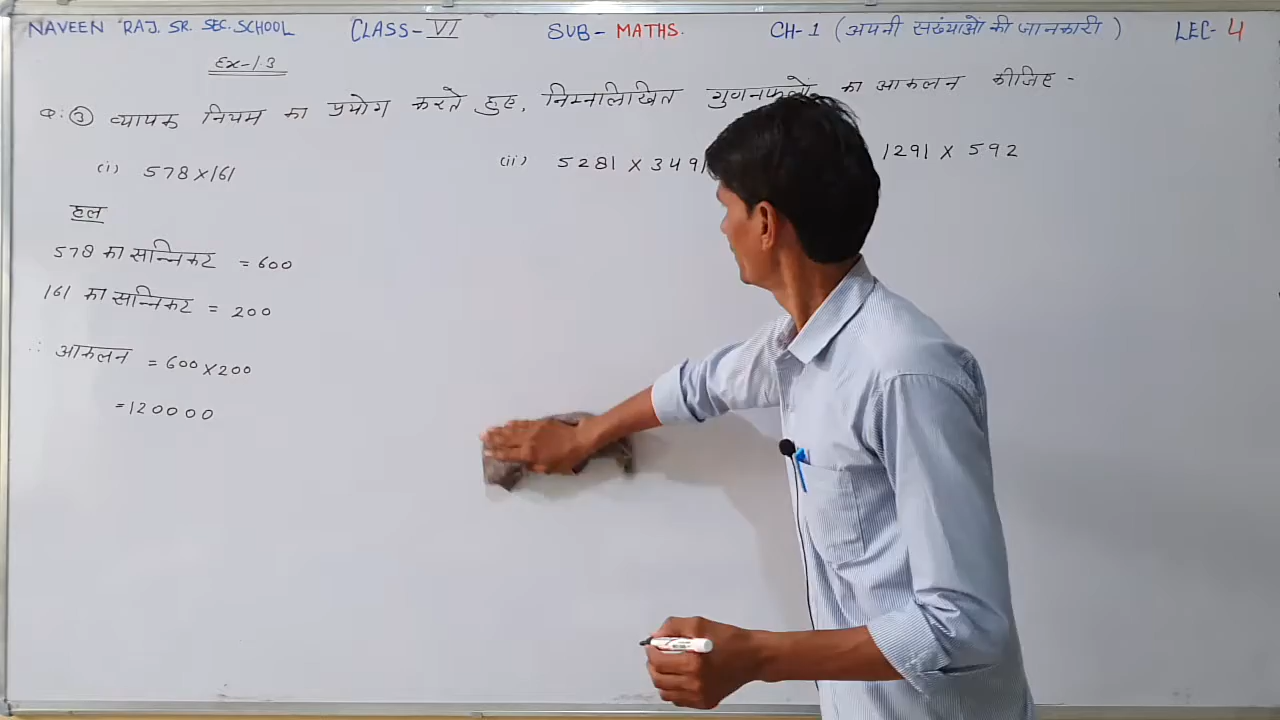 NAVEEN RAJ. SR. SEC. SCHOOL CLASS-VI SUB-MATHS. CH-1 (अपनी संख्याओं की जानकारी) LEC-4
Ex-1.3
Q:③ व्यापक नियम का प्रयोग करते हुए, निम्नलिखित गुणनफलों का आकलन कीजिए -
(i) 578×161 (ii) 5281 × 3491 1291 × 592
हल
578 का सन्निकट = 600
161 का सन्निकट = 200
∴ आकलन = 600×200
=120000